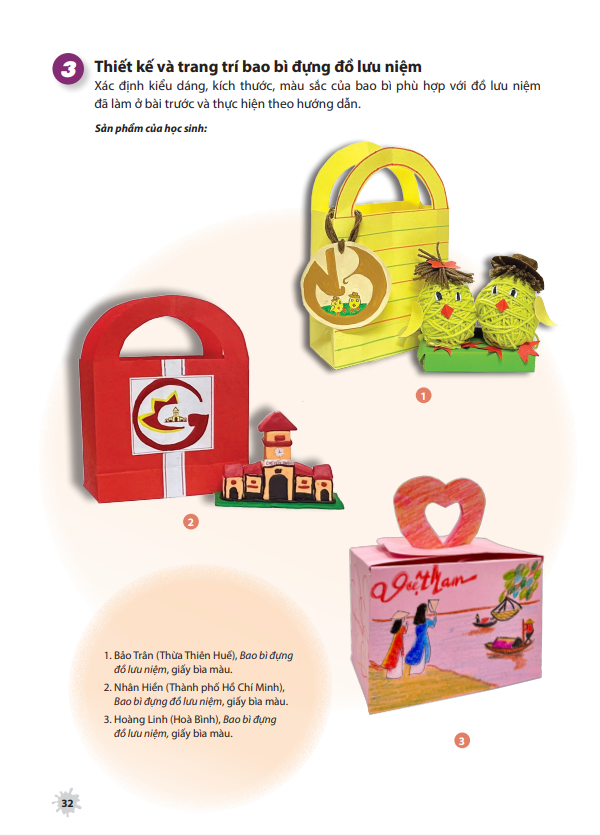 3
Thiết kế và trang trí bao bì đựng đồ lưu niệm
Xác định kiểu dáng, kích thước, màu sắc của bao bì phù hợp với đồ lưu niệm
đã làm ở bài trước và thực hiện theo hướng dẫn.
Sản phẩm của học sinh:
1
G
2
Việt Nam
3
1. Bảo Trân (Thừa Thiên Huế), Bao bì đựng
đồ lưu niệm, giấy bìa màu.
2. Nhân Hiền (Thành phố Hồ Chí Minh),
Bao bì đựng đồ lưu niệm, giấy bìa màu.
3. Hoàng Linh (Hoà Bình), Bao bì đựng
đồ lưu niệm, giấy bìa màu.
32